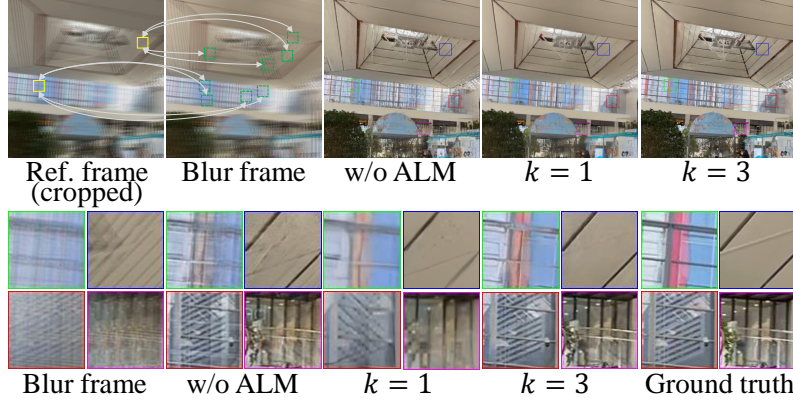 Ref. frame
(cropped)
Blur frame
w/o ALM
k = 1
k = 3
Blur frame
w/o ALM
k = 1
k = 3
Ground truth